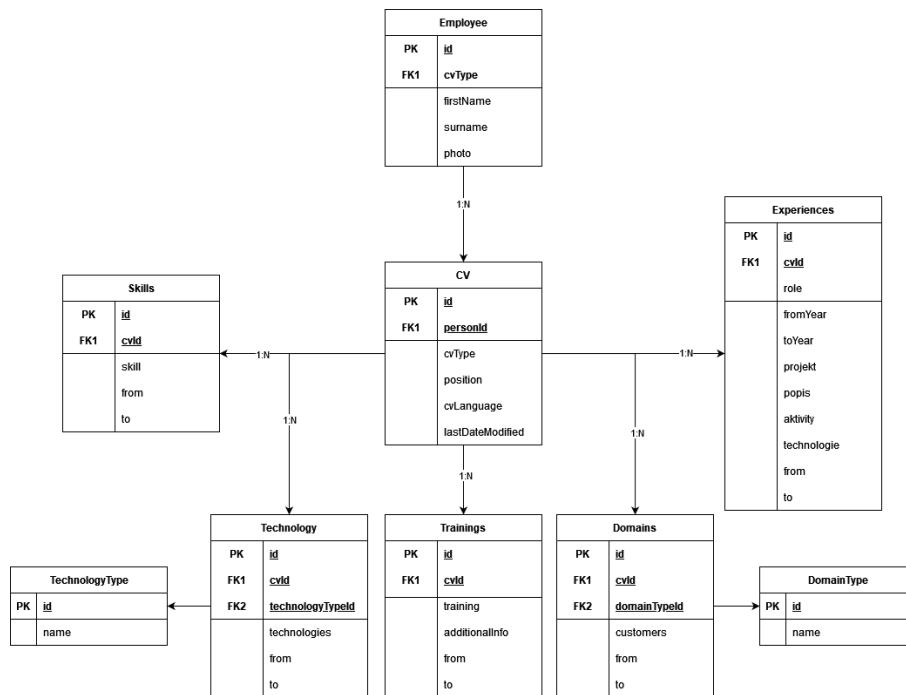 Employee
PK id
FK1 cvType
firstName
surname
photo
1:N
Experiences
PK id
FK1 cvId
role
fromYear
toYear
projekt
popis
aktivity
technologie
from
to
CV
PK id
FK1 personId
cvType
position
cvLanguage
lastDateModified
Skills
PK id
FK1 cvId
skill
from
to
1:N
1:N
1:N
1:N
1:N
Technology
PK id
FK1 cvId
FK2 technologyTypeId
technologies
from
to
Trainings
PK id
FK1 cvId
training
additionalInfo
from
to
Domains
PK id
FK1 cvId
FK2 domainTypeId
customers
from
to
TechnologyType
PK id
name
DomainType
PK id
name